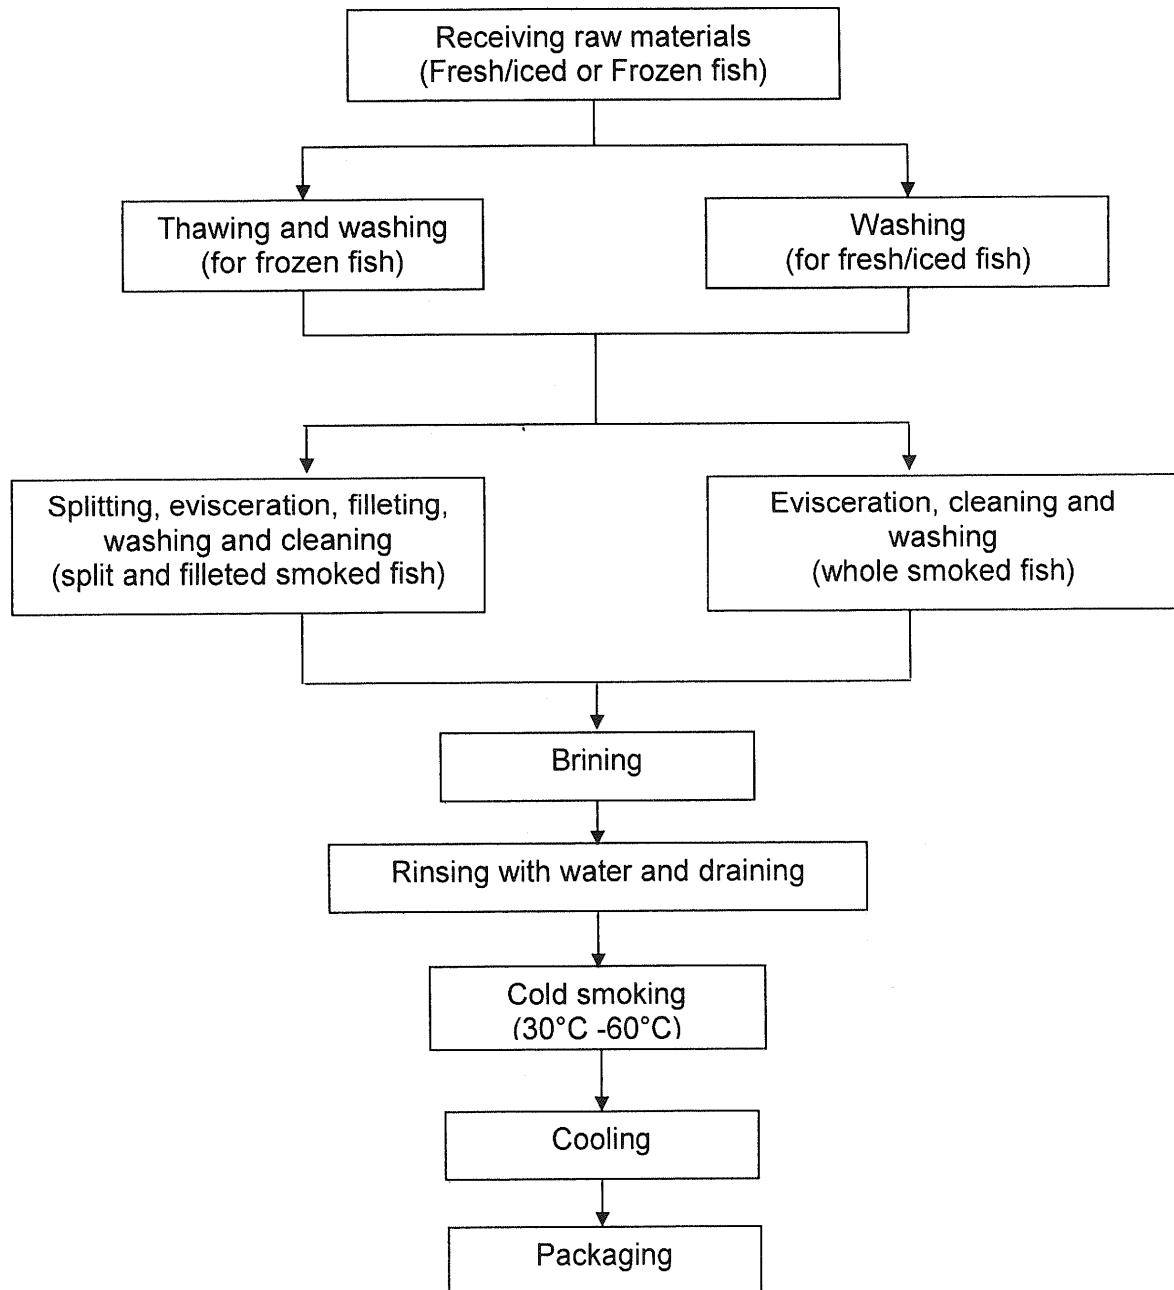 Receiving raw materials
(Fresh/iced or Frozen fish)
Thawing and washing
(for frozen fish)
Washing
(for fresh/iced fish)
Splitting, evisceration, filleting,
washing and cleaning
(split and filleted smoked fish)
Evisceration, cleaning and
washing
(whole smoked fish)
Brining
Rinsing with water and draining
Cold smoking
(30°C -60°C)
Cooling
Packaging